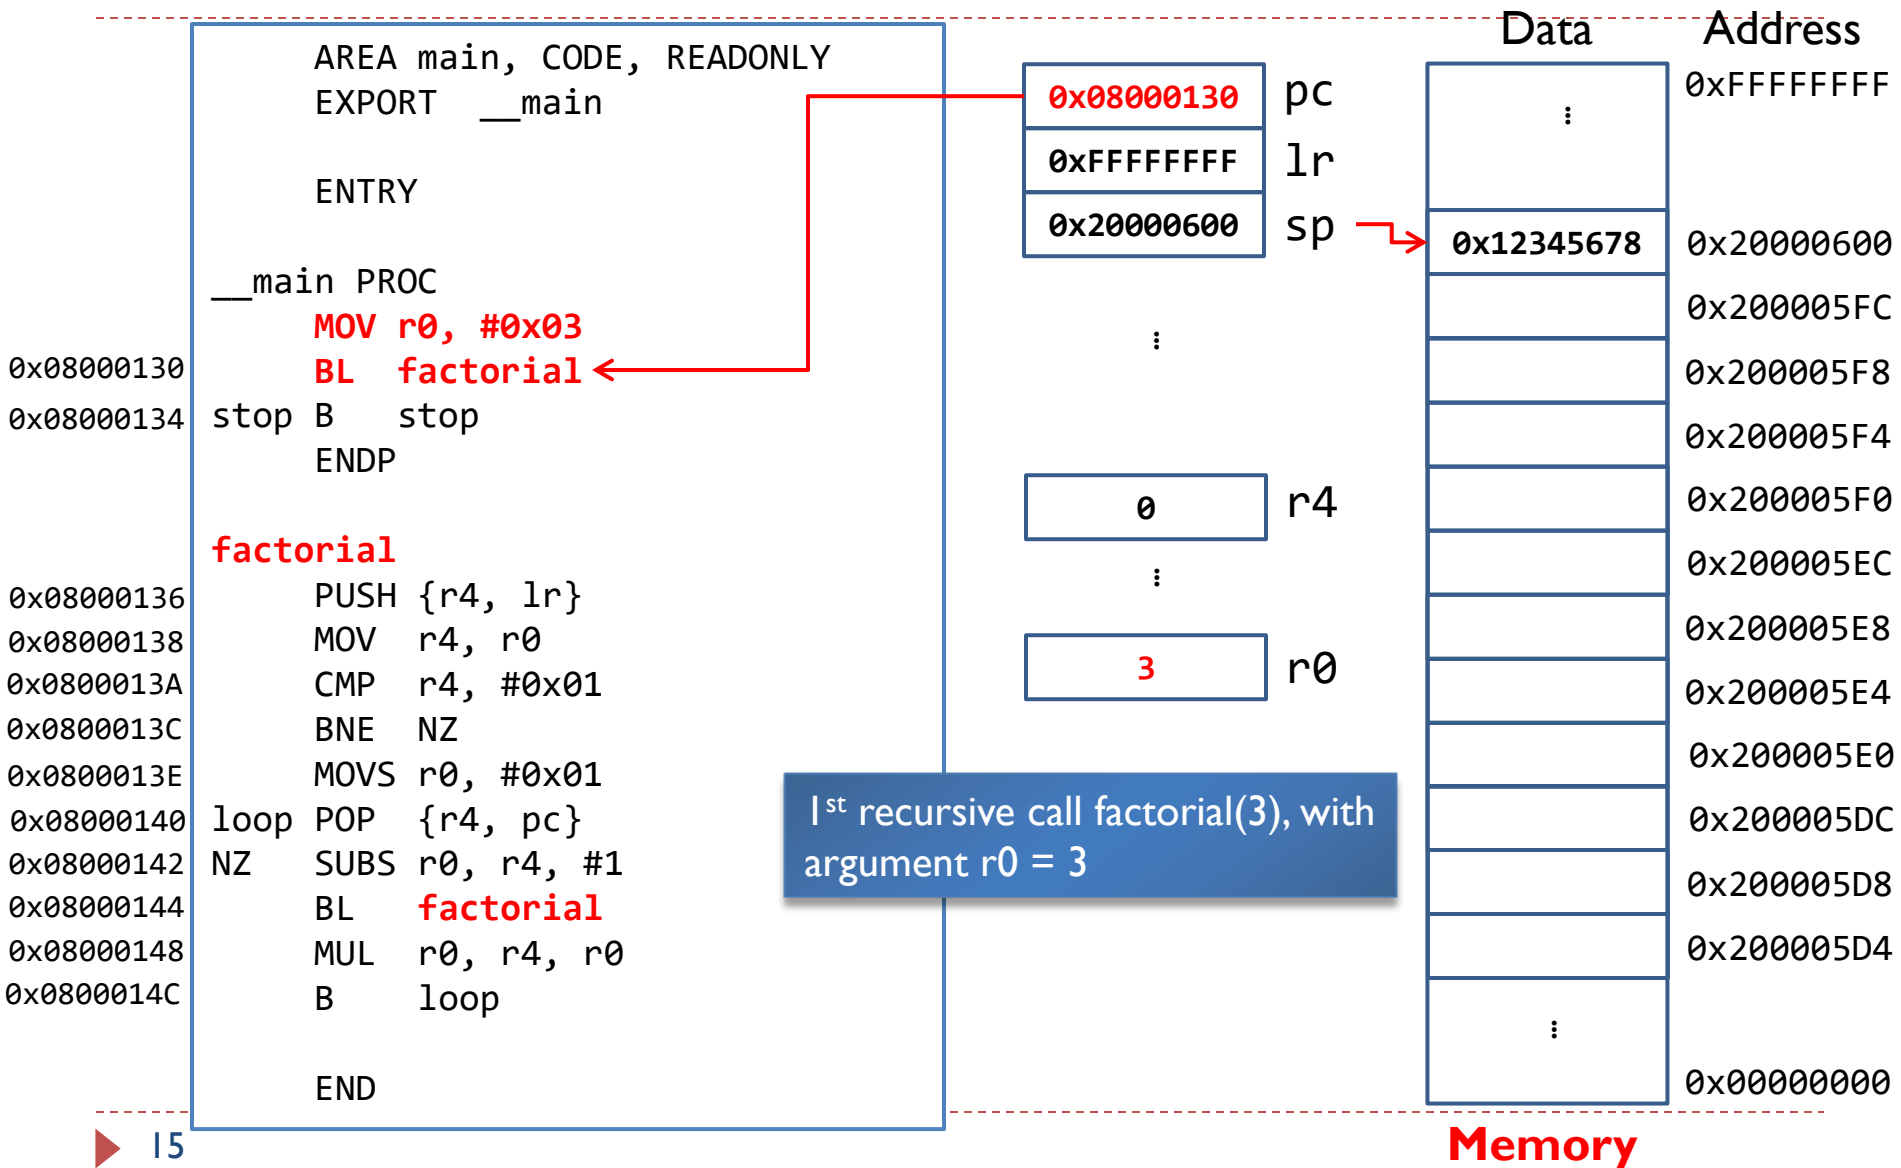 AREA main, CODE, READONLY
EXPORT __main
ENTRY
__main PROC
MOV r0, #0x03
0x08000130 BL factorial
0x08000134 stop B stop
ENDP
factorial
0x08000136 PUSH {r4, lr}
0x08000138 MOV r4, r0
0x0800013A CMP r4, #0x01
0x0800013C BNE NZ
0x0800013E MOVS r0, #0x01
0x08000140 loop POP {r4, pc}
0x08000142 NZ SUBS r0, r4, #1
0x08000144 BL factorial
0x08000148 MUL r0, r4, r0
0x0800014C B loop
END
0x08000130 pc
0xFFFFFFFF lr
0x20000600 sp
⋮
0 r4
⋮
3 r0
1st recursive call factorial(3), with
argument r0 = 3
Data Address
0xFFFFFFFF
⋮
0x12345678 0x20000600
0x200005FC
0x200005F8
0x200005F4
0x200005F0
0x200005EC
0x200005E8
0x200005E4
0x200005E0
0x200005DC
0x200005D8
0x200005D4
⋮
0x00000000
Memory
15